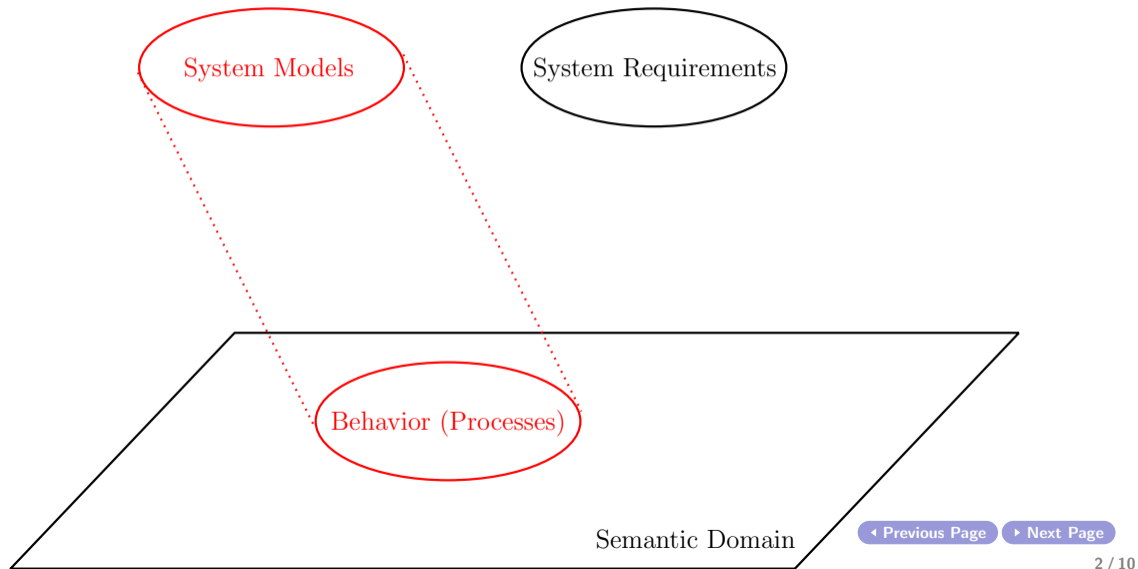 System Models
System Requirements
Behavior (Processes)
Semantic Domain
Previous Page
Next Page
2 / 10